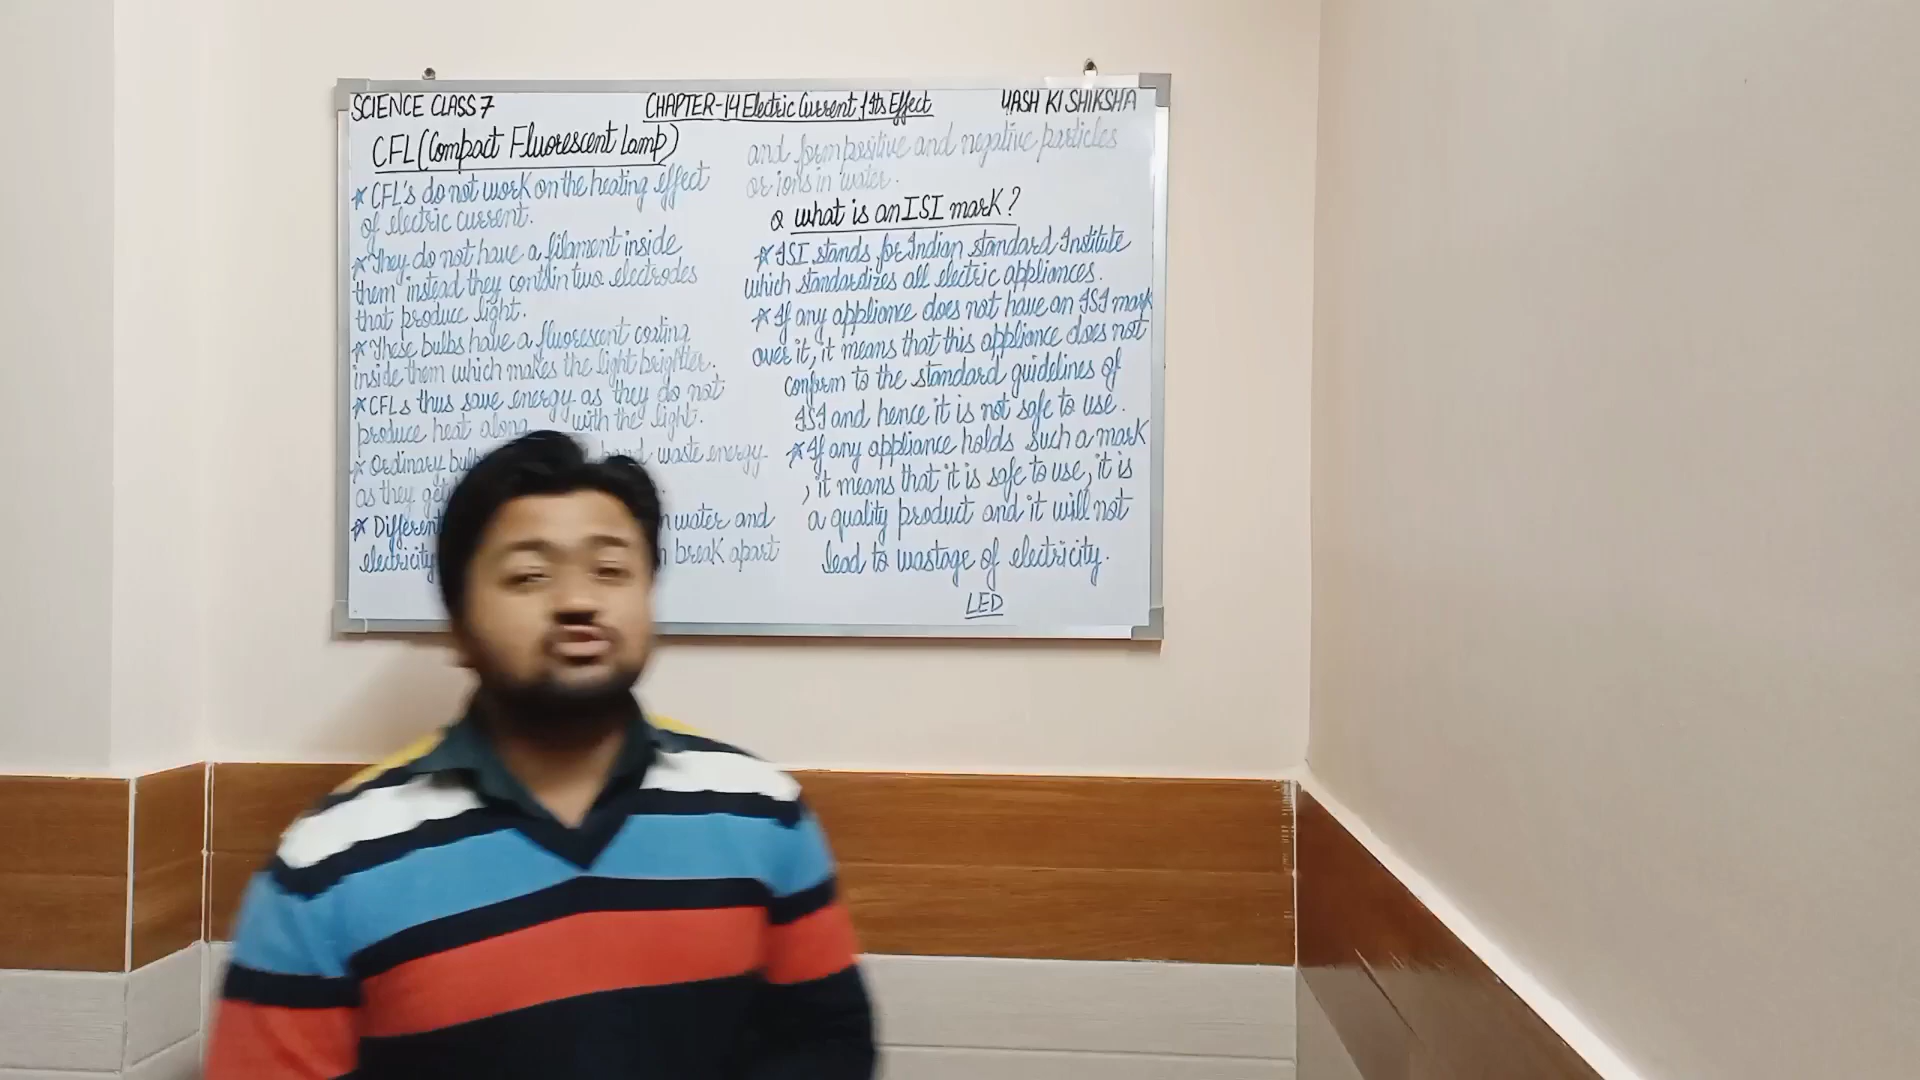 SCIENCE CLASS 7
CHAPTER-14 Electric Current & Its Effect
YASH KI SHIKSHA
CFL (Compact Fluorescent Lamp)
* CFL's do not work on the heating effect
of electric current.
* They do not have a filament inside
them instead they contain two electrodes
that produce light.
* These bulbs have a fluorescent coating
inside them which makes the light brighter.
* CFLs thus save energy as they do not
produce heat along with the light.
* Ordinary bulb hand waste energy
as they get
* Different n water and
electricity break apart
and form positive and negative particles
or ions in water.
Q what is an ISI mark?
* ISI stands for Indian standard Institute
which standardizes all electric appliances.
* If any appliance does not have an ISI mark
over it, it means that this appliance does not
confirm to the standard guidelines of
ISI and hence it is not safe to use.
* If any appliance holds such a mark
, it means that it is safe to use, it is
a quality product and it will not
lead to wastage of electricity.
LED